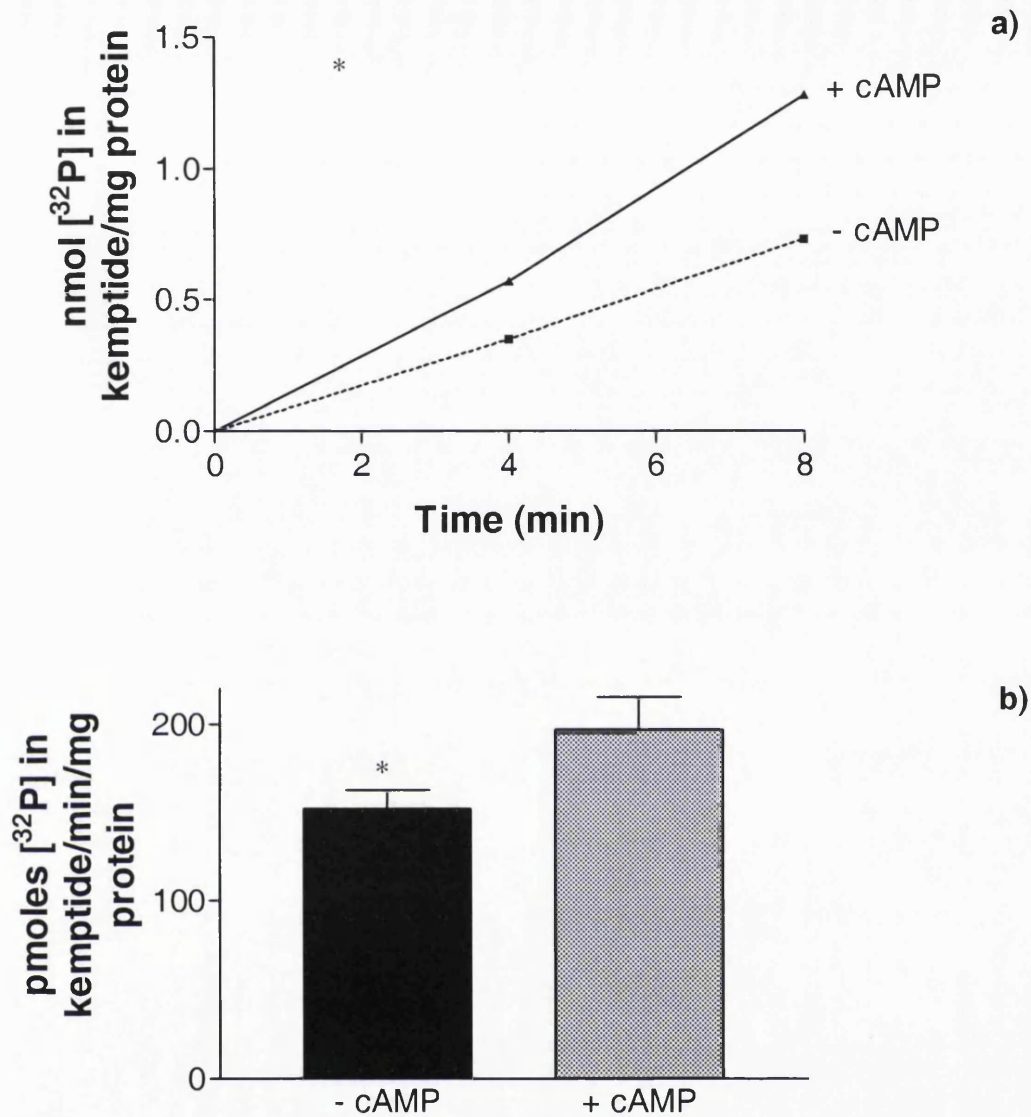 a)
nmol [³²P] in
kemptide/mg protein
1.5
1.0
0.5
0.0
*
+ cAMP
- cAMP
0 2 4 6 8
Time (min)
b)
pmoles [³²P] in
kemptide/min/mg
protein
200
100
0
*
- cAMP + cAMP